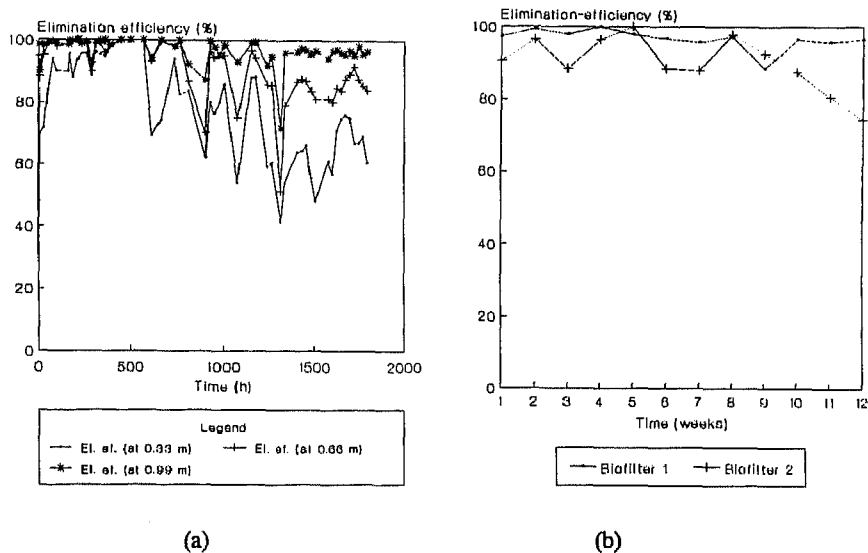 Elimination efficiency (%)
100
80
60
40
20
0
0 500 1000 1500 2000
Time (h)
Legend
El. ef. (at 0.33 m) El. ef. (at 0.66 m)
El. ef. (at 0.99 m)
(a)
Elimination-efficiency (%)
100
80
60
40
20
0
1 2 3 4 5 6 7 8 9 10 11 12
Time (weeks)
Biofilter 1 Biofilter 2
(b)